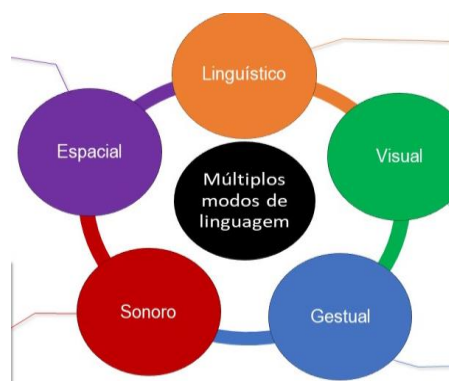 Linguístico
Espacial
Visual
Múltiplos
modos de
linguagem
Sonoro
Gestual